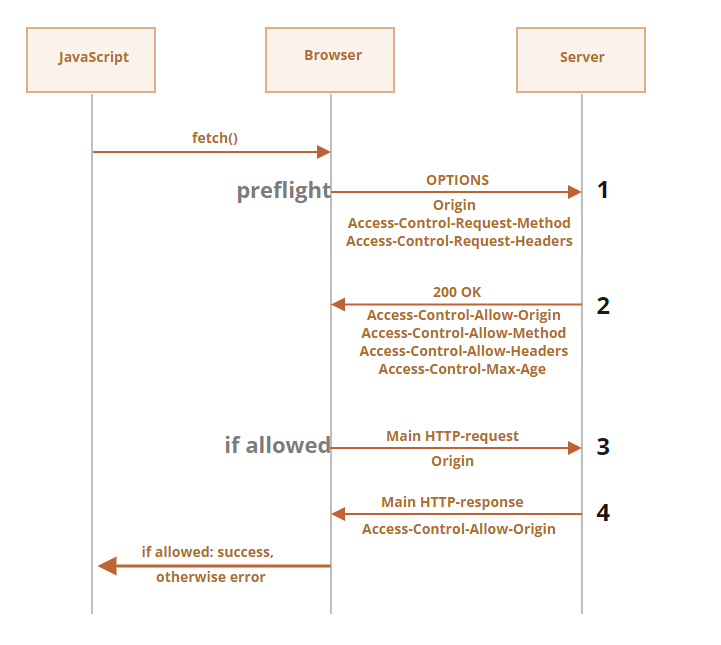 JavaScript
Browser
Server
fetch()
preflight
OPTIONS
1
Origin
Access-Control-Request-Method
Access-Control-Request-Headers
200 OK
2
Access-Control-Allow-Origin
Access-Control-Allow-Method
Access-Control-Allow-Headers
Access-Control-Max-Age
if allowed
Main HTTP-request
3
Origin
Main HTTP-response
4
Access-Control-Allow-Origin
if allowed: success,
otherwise error